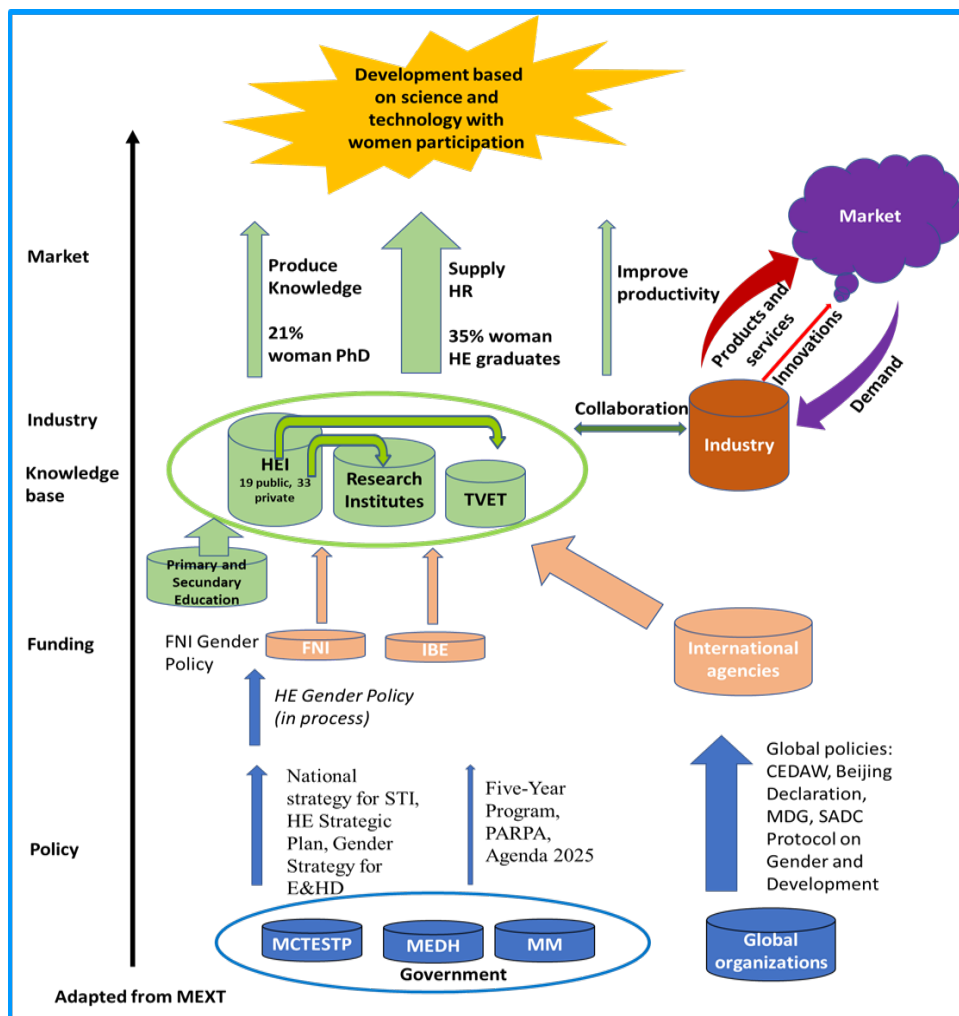 Development based
on science and
technology with
women participation
Market
Market
Produce
Knowledge
21%
woman PhD
Supply
HR
35% woman
HE graduates
Improve
productivity
Products and
services
Innovations
Demand
Industry
Collaboration
Industry
Knowledge
base
HEI
19 public, 33
private
Research
Institutes
TVET
Primary and
Secundary
Education
Funding
FNI Gender
Policy
FNI
IBE
International
agencies
HE Gender Policy
(in process)
National
strategy for STI,
HE Strategic
Plan, Gender
Strategy for
E&HD
Five-Year
Program,
PARPA,
Agenda 2025
Global policies:
CEDAW, Beijing
Declaration,
MDG, SADC
Protocol on
Gender and
Development
Policy
MCTESTP
MEDH
MM
Government
Global
organizations
Adapted from MEXT